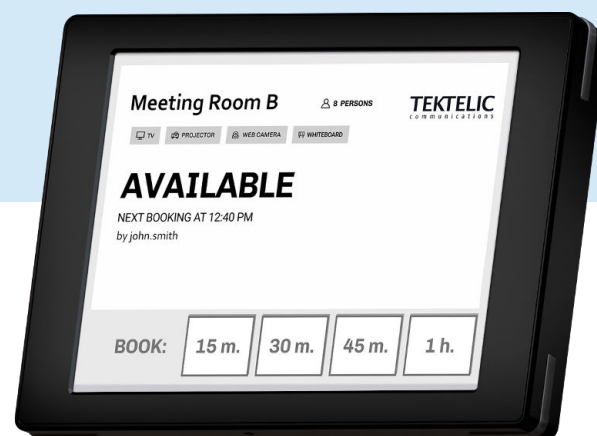 Meeting Room B
8 PERSONS
TEKTELIC
communications
TV
PROJECTOR
WEB CAMERA
WHITEBOARD
AVAILABLE
NEXT BOOKING AT 12:40 PM
by john.smith
BOOK:
15 m.
30 m.
45 m.
1 h.